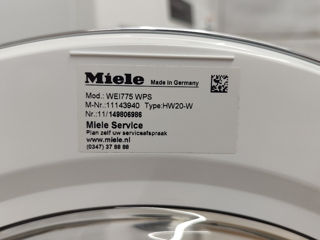 Miele Made in Germany
Mod.: WEI775 WPS
M-Nr.:11143940 Type:HW20-W
Nr.:11/149806986
Miele Service
Plan zelf uw serviceafspraak
www.miele.nl
(0347) 37 88 88